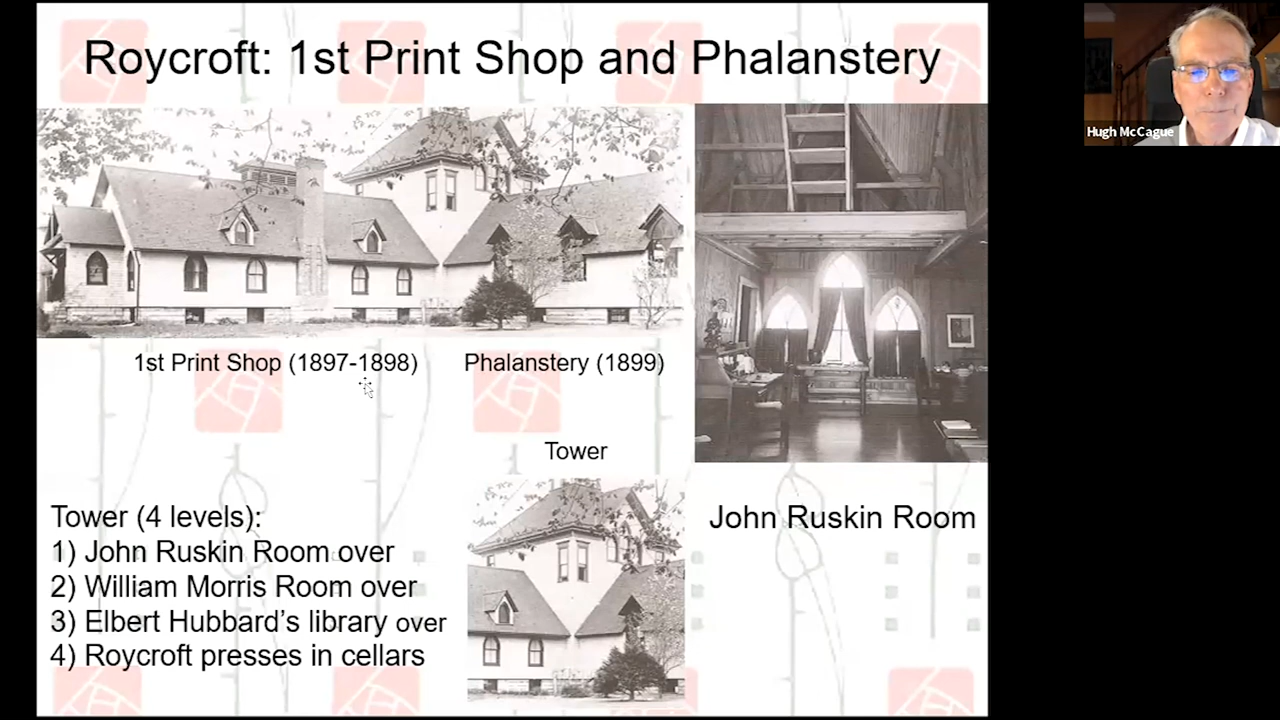 Roycroft: 1st Print Shop and Phalanstery
Hugh McCague
1st Print Shop (1897-1898)
Phalanstery (1899)
Tower
Tower (4 levels):
1) John Ruskin Room over
2) William Morris Room over
3) Elbert Hubbard’s library over
4) Roycroft presses in cellars
John Ruskin Room